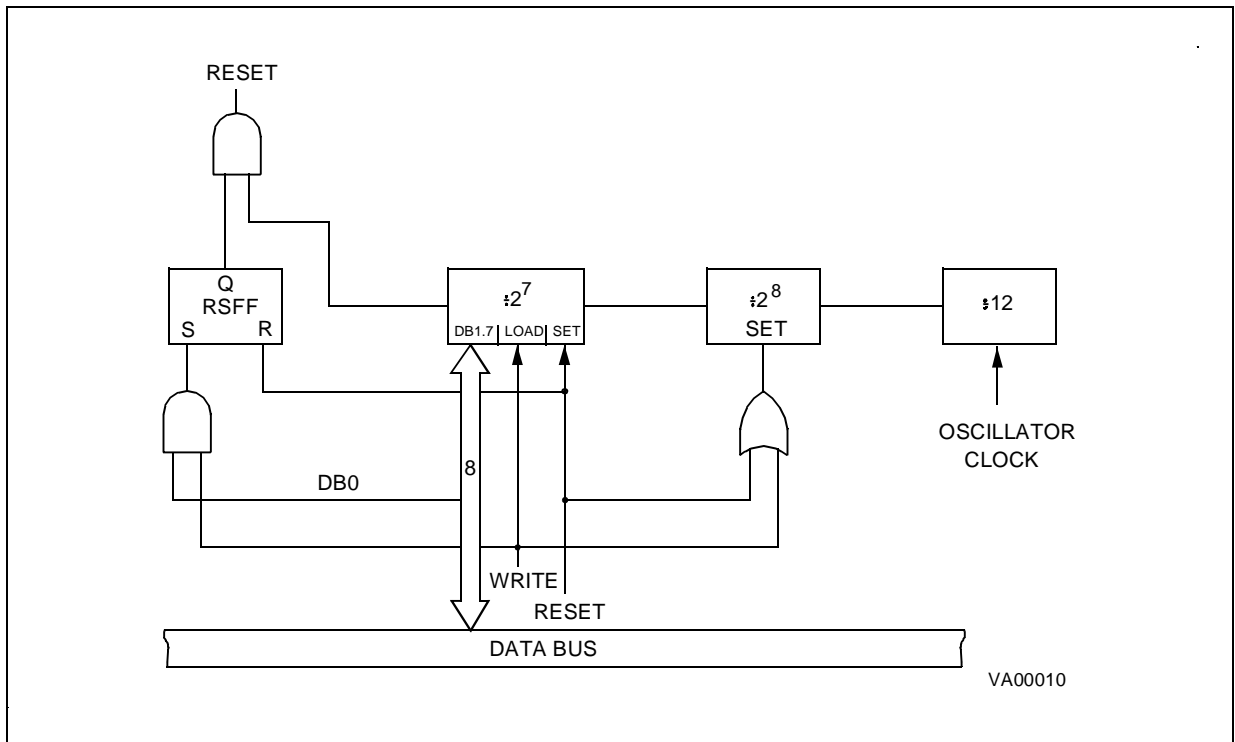 RESET
Q
RSFF
S R
÷2⁷
DB1.7 LOAD SET
÷2⁸
SET
÷12
OSCILLATOR
CLOCK
8
DB0
WRITE
RESET
DATA BUS
VA00010